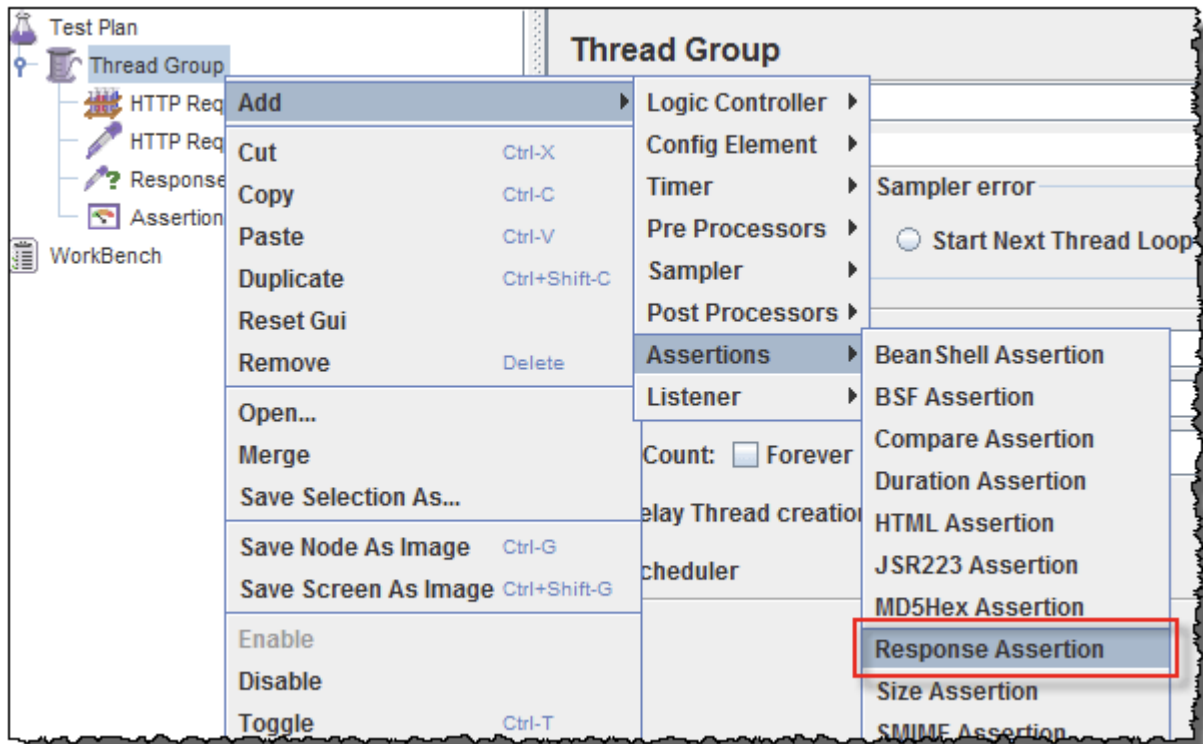 Test Plan
Thread Group
HTTP Req
HTTP Req
Response
Assertion
WorkBench
Thread Group
Add
Cut Ctrl-X
Copy Ctrl-C
Paste Ctrl-V
Duplicate Ctrl+Shift-C
Reset Gui
Remove Delete
Open...
Merge
Save Selection As...
Save Node As Image Ctrl-G
Save Screen As Image Ctrl+Shift-G
Enable
Disable
Toggle Ctrl-T
Logic Controller
Config Element
Timer
Pre Processors
Sampler
Post Processors
Assertions
Listener
Sampler error
Start Next Thread Loop
Count: Forever
elay Thread creation
cheduler
BeanShell Assertion
BSF Assertion
Compare Assertion
Duration Assertion
HTML Assertion
JSR223 Assertion
MD5Hex Assertion
Response Assertion
Size Assertion
SMIME Assertion